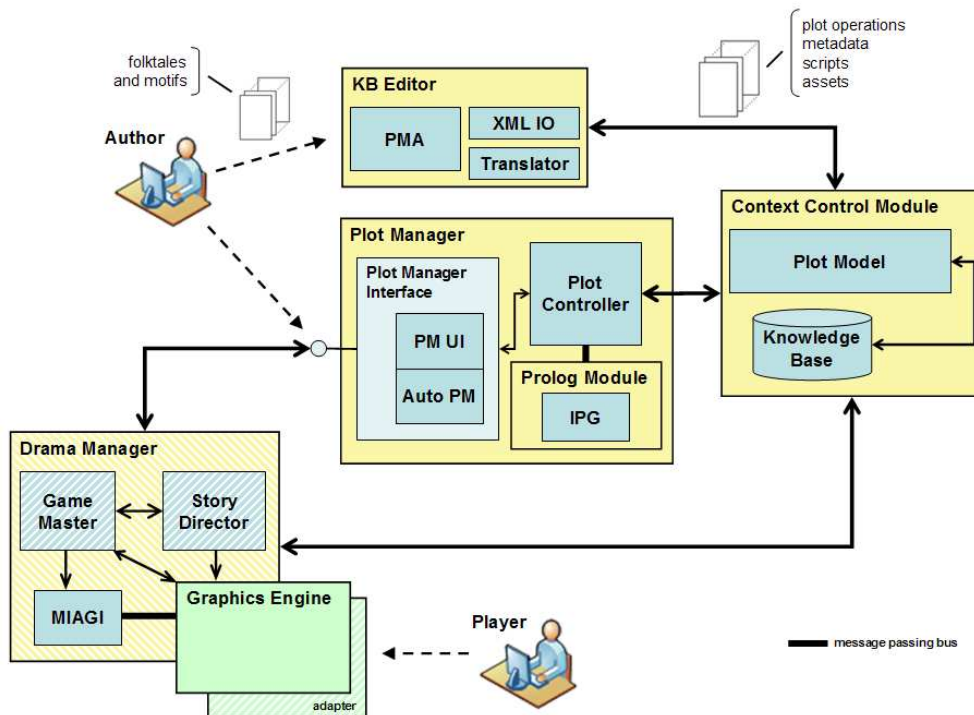 folktales
and motifs
plot operations
metadata
scripts
assets
KB Editor
PMA
XML IO
Translator
Author
Context Control Module
Plot Model
Knowledge
Base
Plot Manager
Plot Manager
Interface
PM UI
Auto PM
Plot
Controller
Prolog Module
IPG
Drama Manager
Game
Master
Story
Director
MIAGI
Graphics Engine
adapter
Player
message passing bus